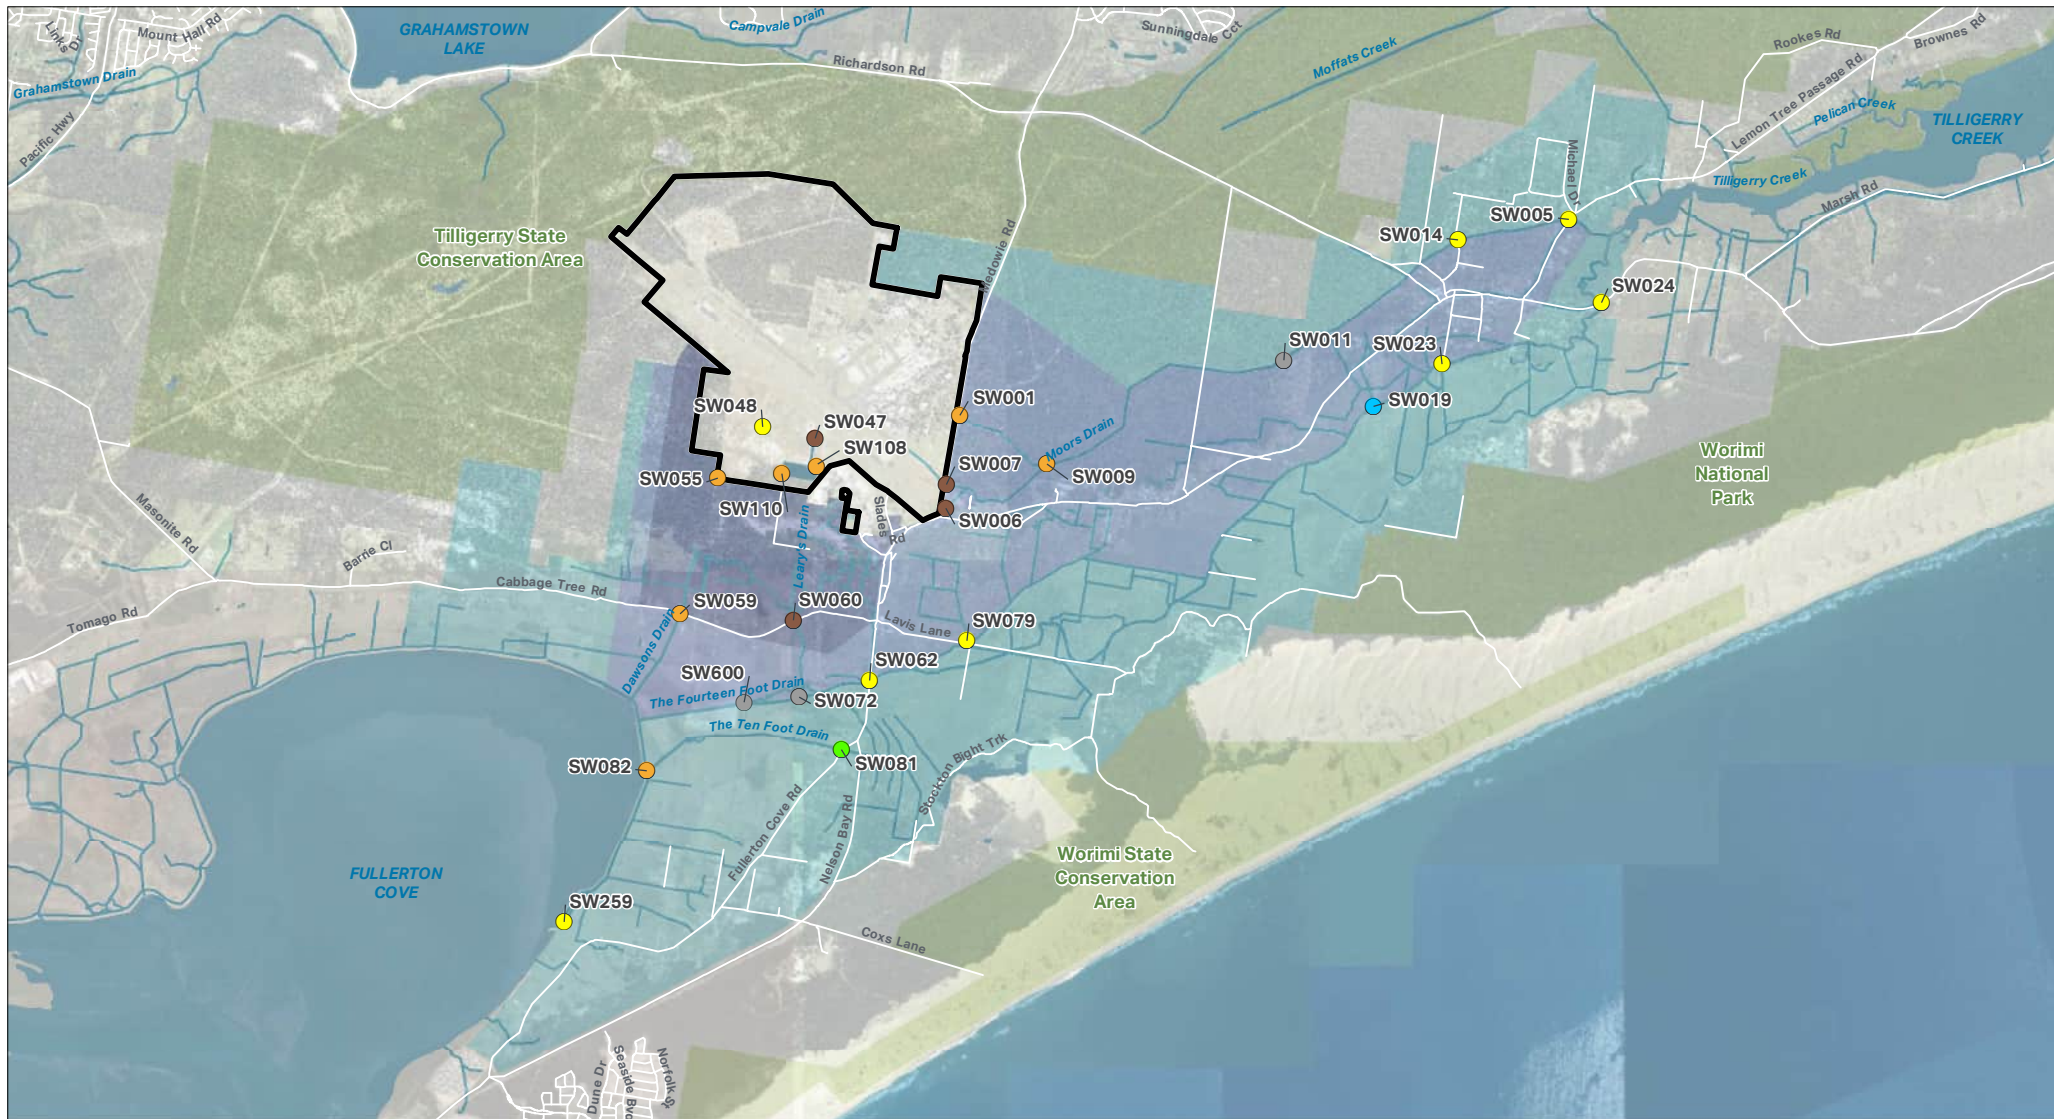 Links Dr
Mount Hall Rd
GRAHAMSTOWN
LAKE
Campvale Drain
Sunningdale Cct
Rookes Rd
Brownes Rd
Grahamstown Drain
Richardson Rd
Moffats Creek
Lemon Tree Passage Rd
Pelican Creek
TILLIGERRY
CREEK
Pacific Hwy
Michael Dr
Tilligerry Creek
Marsh Rd
SW005
SW014
Tilligerry State
Conservation Area
Medowie Rd
SW024
SW011
SW023
SW019
SW048
SW047
SW001
SW108
Moors Drain
SW007
SW009
SW055
SW110
SW006
Worimi
National
Park
Masonite Rd
Slades
Rd
Leary's Drain
Barrie Cl
Cabbage Tree Rd
Tomago Rd
SW059
SW060
Lavis Lane
SW079
Dawsons Drain
SW062
SW600
The Fourteen Foot Drain
SW072
The Ten Foot Drain
SW082
SW081
Stockton Bight Trk
Fullerton Cove Rd
Nelson Bay Rd
Worimi State
Conservation
Area
FULLERTON
COVE
SW259
Coxs Lane
Dune Dr
Seaside Bvd
Norfolk St